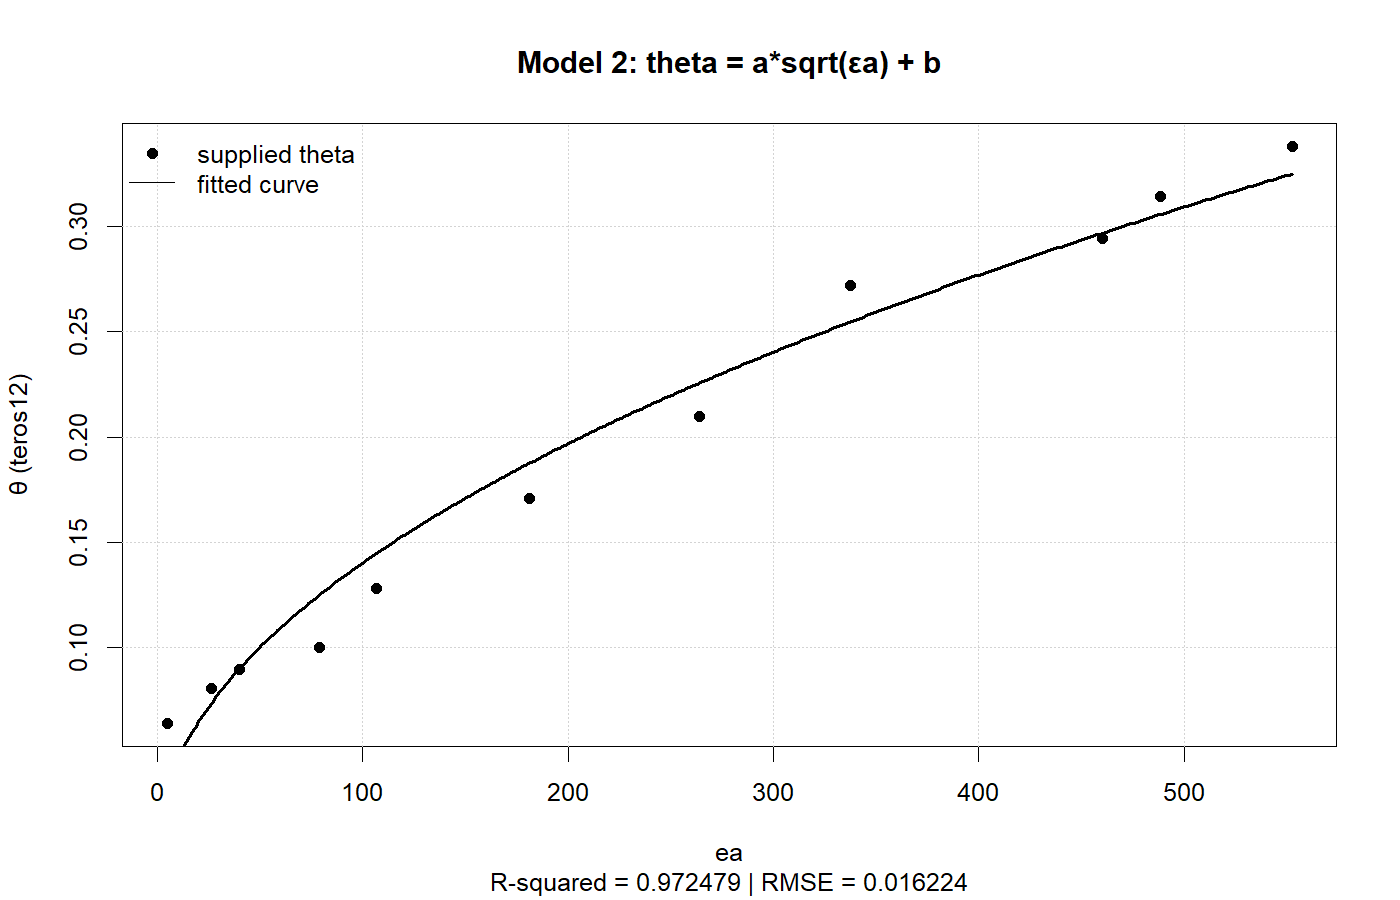 Model 2: theta = a*sqrt(εa) + b
supplied theta
fitted curve
0.30
0.25
0.20
0.15
0.10
θ (teros12)
0
100
200
300
400
500
ea
R-squared = 0.972479 | RMSE = 0.016224